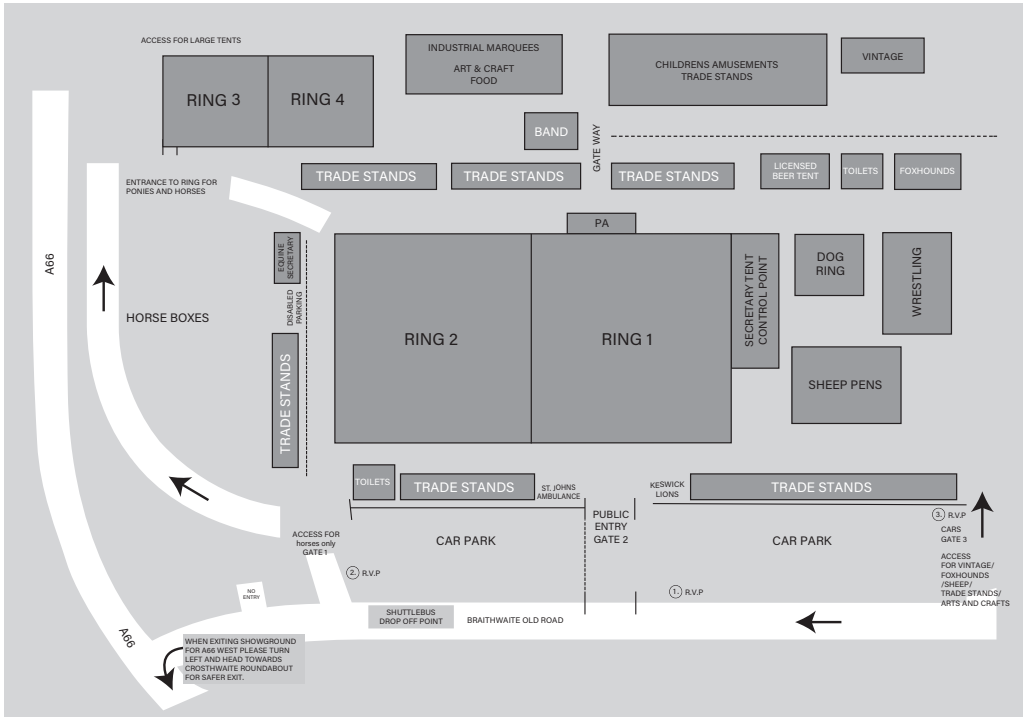 ACCESS FOR LARGE TENTS
INDUSTRIAL MARQUEES
ART & CRAFT
FOOD
CHILDRENS AMUSEMENTS
TRADE STANDS
VINTAGE
RING 3
RING 4
BAND
GATE WAY
ENTRANCE TO RING FOR
PONIES AND HORSES
TRADE STANDS
TRADE STANDS
TRADE STANDS
LICENSED
BEER TENT
TOILETS
FOXHOUNDS
PA
A66
EQUINE
SECRETARY
DISABLED
PARKING
HORSE BOXES
RING 2
RING 1
SECRETARY TENT
CONTROL POINT
DOG
RING
WRESTLING
SHEEP PENS
TRADE STANDS
TOILETS
TRADE STANDS
ST. JOHNS
AMBULANCE
KESWICK
LIONS
TRADE STANDS
PUBLIC
ENTRY
GATE 2
3. R.V.P
CARS
GATE 3
ACCESS FOR
horses only
GATE 1
CAR PARK
CAR PARK
ACCESS
FOR VINTAGE/
FOXHOUNDS
/SHEEP/
TRADE STANDS/
ARTS AND CRAFTS
2. R.V.P
1. R.V.P
NO
ENTRY
SHUTTLEBUS
DROP OFF POINT
BRAITHWAITE OLD ROAD
A66
WHEN EXITING SHOWGROUND
FOR A66 WEST PLEASE TURN
LEFT AND HEAD TOWARDS
CROSTHWAITE ROUNDABOUT
FOR SAFER EXIT.